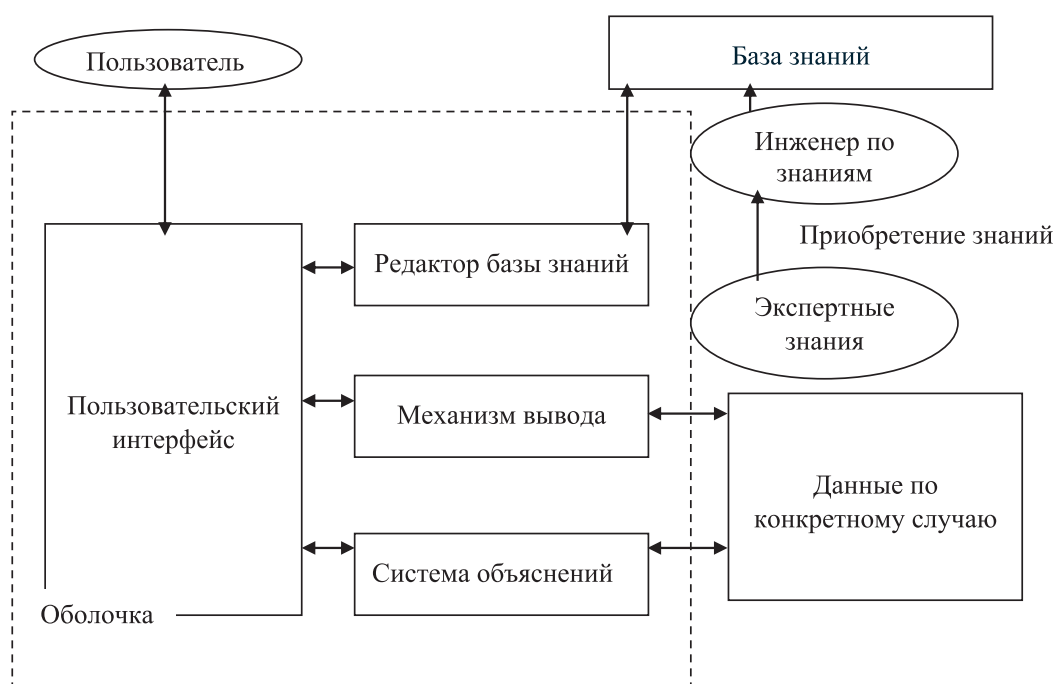 Пользователь
База знаний
Инженер по
знаниям
Приобретение знаний
Редактор базы знаний
Экспертные
знания
Пользовательский
интерфейс
Механизм вывода
Данные по
конкретному случаю
Система объяснений
Оболочка